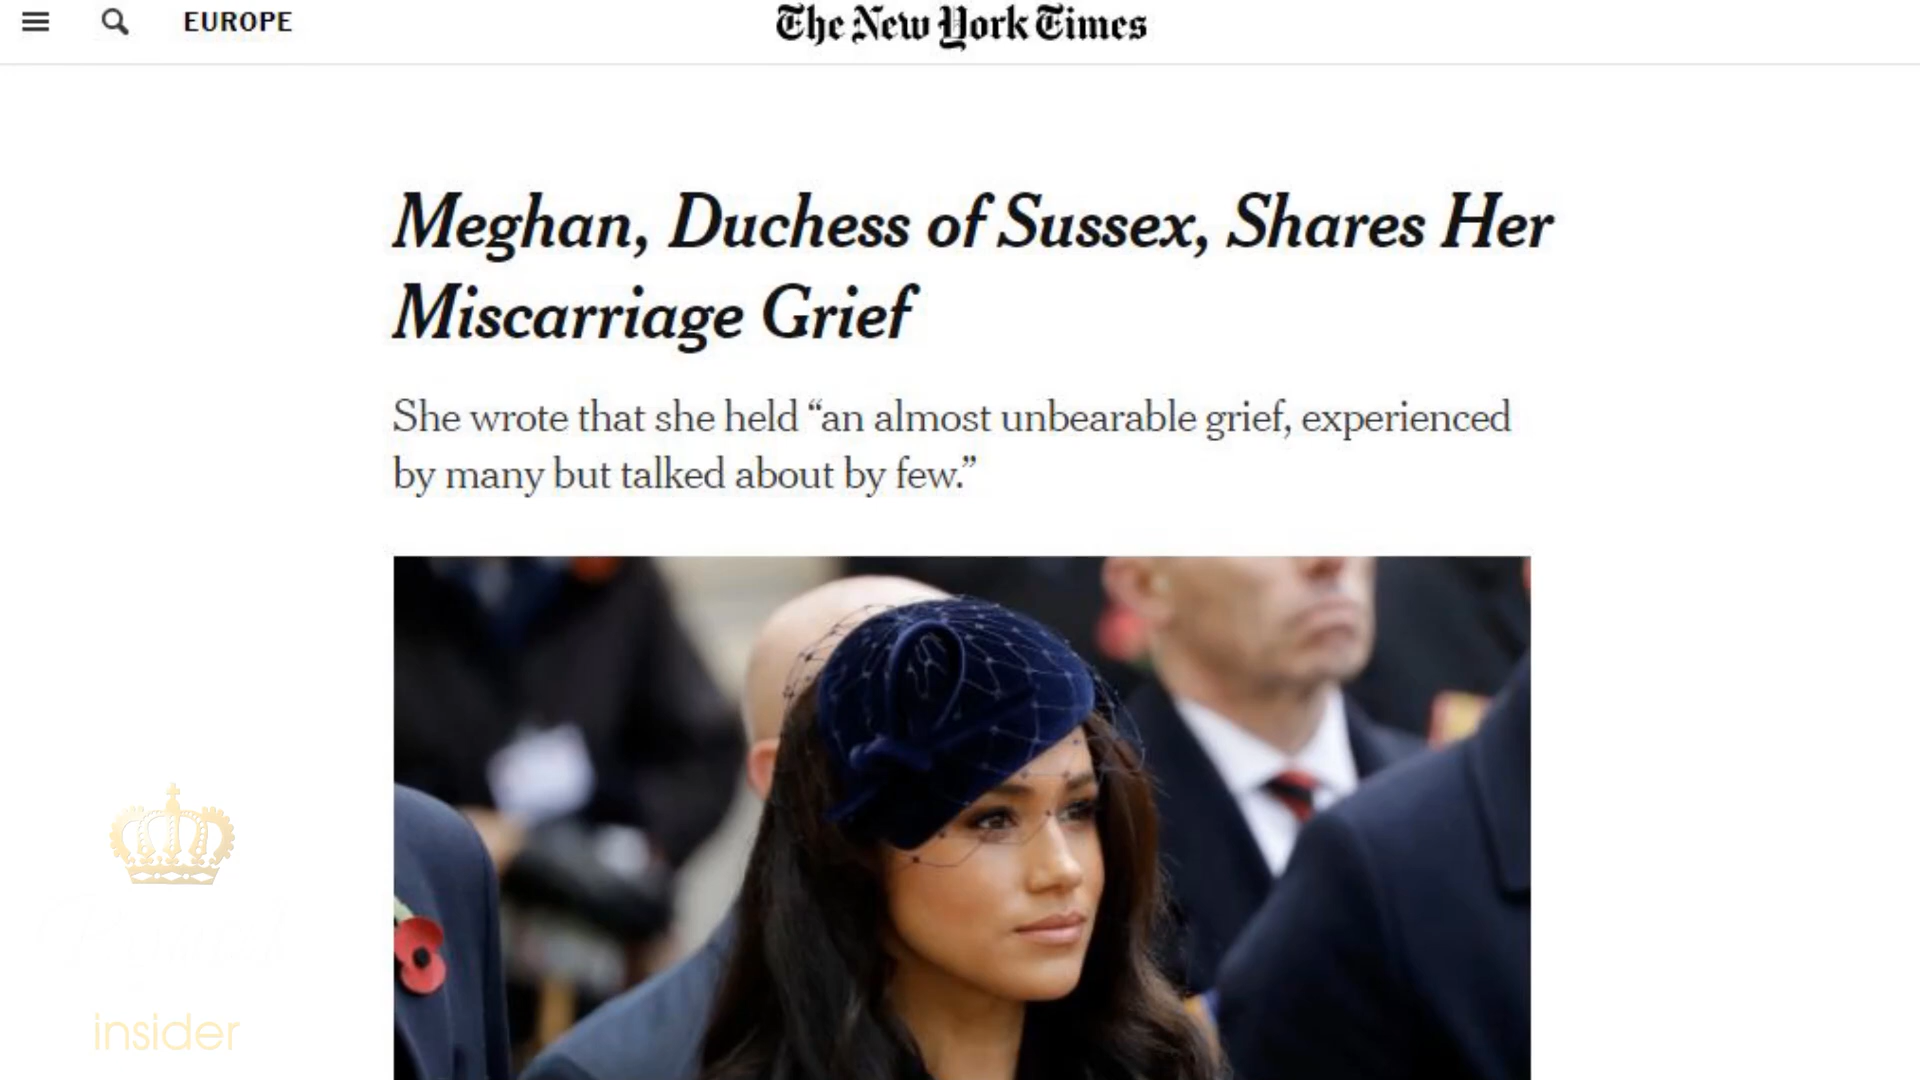 EUROPE
The New York Times
Meghan, Duchess of Sussex, Shares Her
Miscarriage Grief
She wrote that she held “an almost unbearable grief, experienced
by many but talked about by few.”
insider